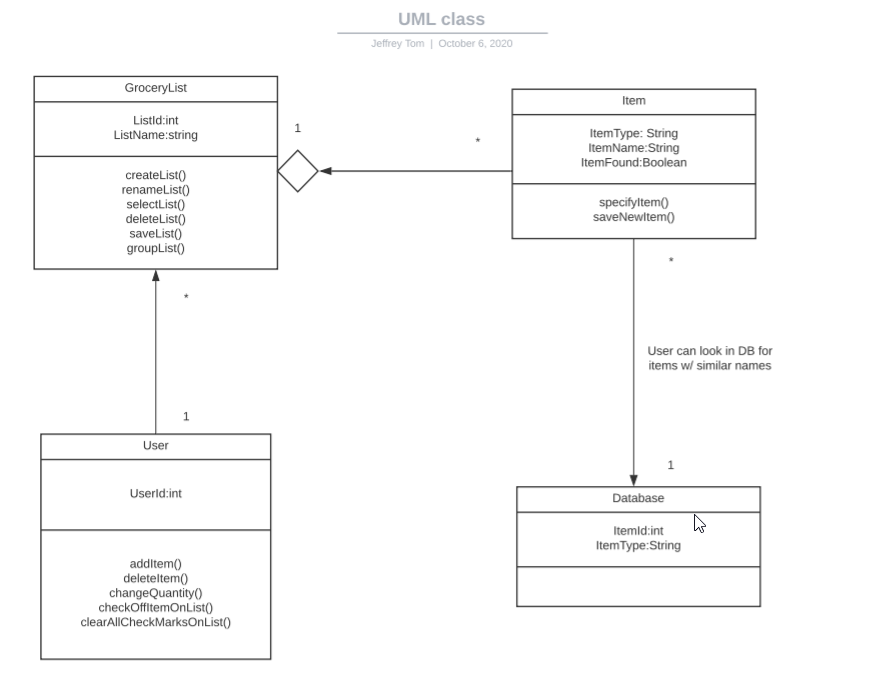 UML class
Jeffrey Tom | October 6, 2020
GroceryList
ListId:int
ListName:string
createList()
renameList()
selectList()
deleteList()
saveList()
groupList()
1
*
Item
ItemType: String
ItemName:String
ItemFound:Boolean
specifyItem()
saveNewItem()
*
1
User
UserId:int
addItem()
deleteItem()
changeQuantity()
checkOffItemOnList()
clearAllCheckMarksOnList()
*
User can look in DB for
items w/ similar names
1
Database
ItemId:int
ItemType:String